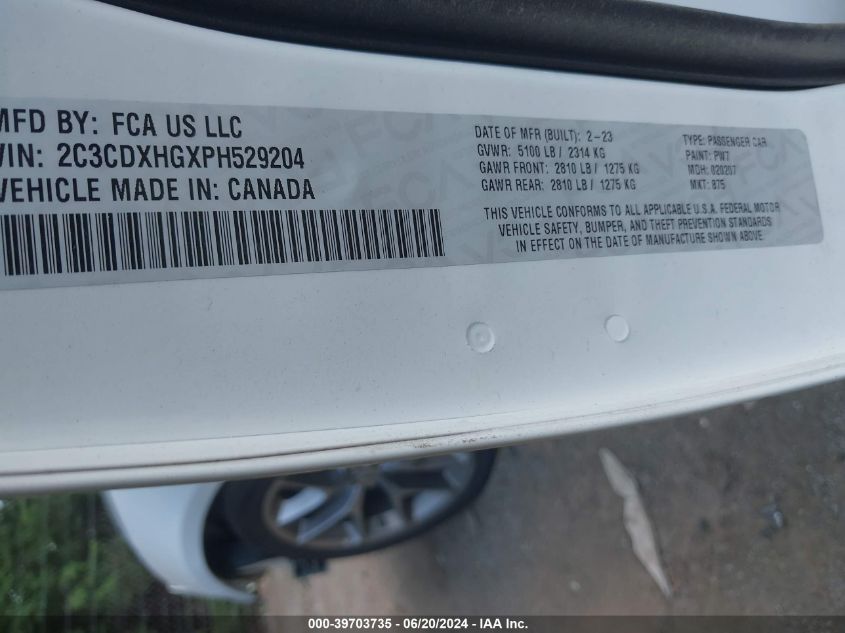 MFD BY: FCA US LLC
VIN: 2C3CDXHGXPH529204
VEHICLE MADE IN: CANADA
DATE OF MFR (BUILT): 2-23
GVWR: 5100 LB / 2314 KG
GAWR FRONT: 2810 LB / 1275 KG
GAWR REAR: 2810 LB / 1275 KG
TYPE: PASSENGER CAR
PAINT: PW7
MDH: 020207
MKT: 875
THIS VEHICLE CONFORMS TO ALL APPLICABLE U.S.A. FEDERAL MOTOR
VEHICLE SAFETY, BUMPER, AND THEFT PREVENTION STANDARDS
IN EFFECT ON THE DATE OF MANUFACTURE SHOWN ABOVE.
000-39703735 - 06/20/2024 - IAA Inc.